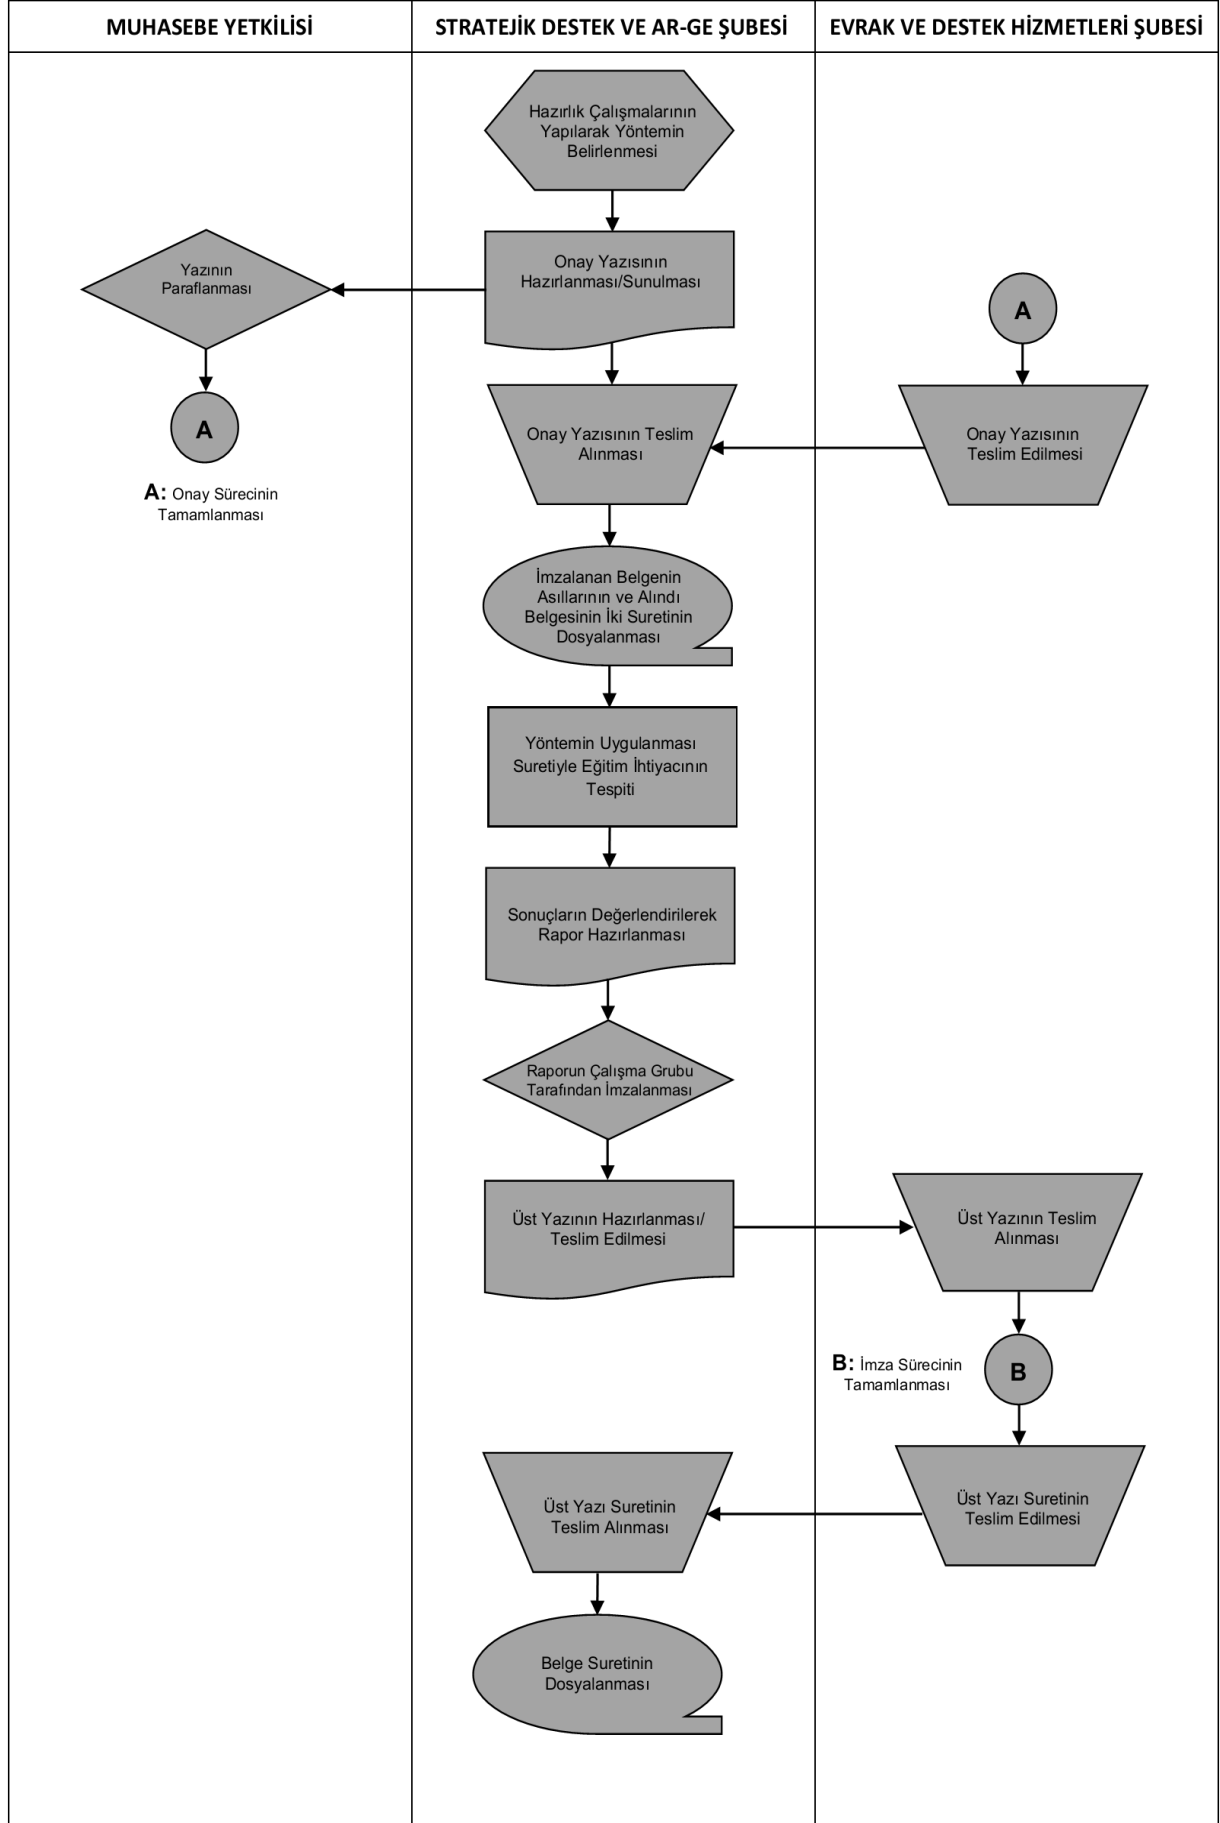 MUHASEBE YETKİLİSİ
STRATEJİK DESTEK VE AR-GE ŞUBESİ
EVRAK VE DESTEK HİZMETLERİ ŞUBESİ
Hazırlık Çalışmalarının
Yapılarak Yöntemin
Belirlenmesi
Onay Yazısının
Hazırlanması/Sunulması
Yazının
Paraflanması
A
A
A: Onay Sürecinin
Tamamlanması
Onay Yazısının Teslim
Alınması
Onay Yazısının
Teslim Edilmesi
İmzalanan Belgenin
Asıllarının ve Alındı
Belgesinin İki Suretinin
Dosyalanması
Yöntemin Uygulanması
Suretiyle Eğitim İhtiyacının
Tespiti
Sonuçların Değerlendirilerek
Rapor Hazırlanması
Raporun Çalışma Grubu
Tarafından İmzalanması
Üst Yazının Hazırlanması/
Teslim Edilmesi
Üst Yazının Teslim
Alınması
B: İmza Sürecinin
Tamamlanması
B
Üst Yazı Suretinin
Teslim Edilmesi
Üst Yazı Suretinin
Teslim Alınması
Belge Suretinin
Dosyalanması